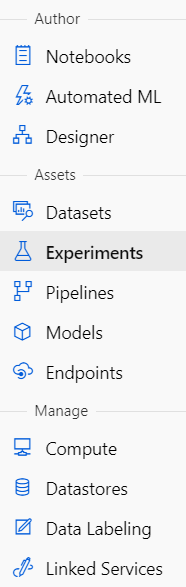 Author
Notebooks
Automated ML
Designer
Assets
Datasets
Experiments
Pipelines
Models
Endpoints
Manage
Compute
Datastores
Data Labeling
Linked Services